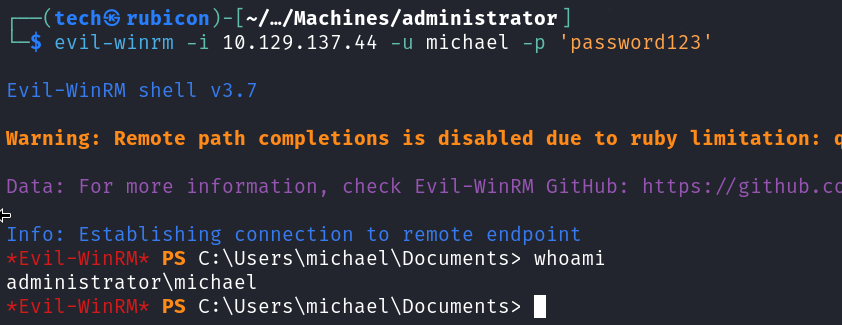 ┌──(tech㉿rubicon)-[~/…/Machines/administrator]
└─$ evil-winrm -i 10.129.137.44 -u michael -p 'password123'
Evil-WinRM shell v3.7
Warning: Remote path completions is disabled due to ruby limitation:
Data: For more information, check Evil-WinRM GitHub: https://github.co
Info: Establishing connection to remote endpoint
*Evil-WinRM* PS C:\Users\michael\Documents> whoami
administrator\michael
*Evil-WinRM* PS C:\Users\michael\Documents>